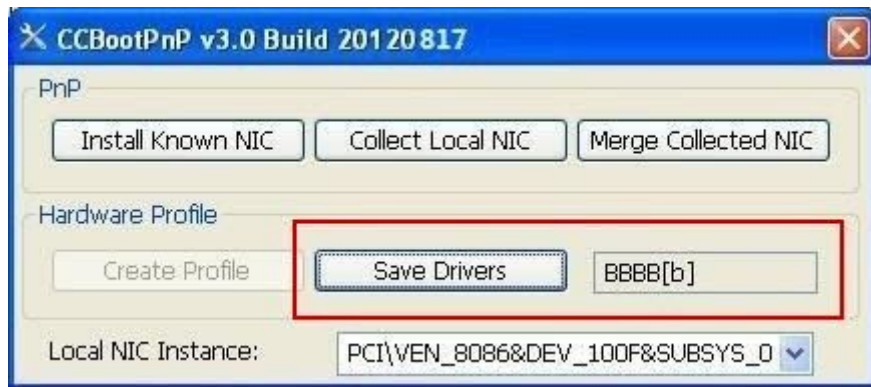 CCBootPnP v3.0 Build 20120817
PnP
Install Known NIC Collect Local NIC Merge Collected NIC
Hardware Profile
Create Profile Save Drivers BBBB[b]
Local NIC Instance: PCI\VEN_8086&DEV_100F&SUBSYS_0